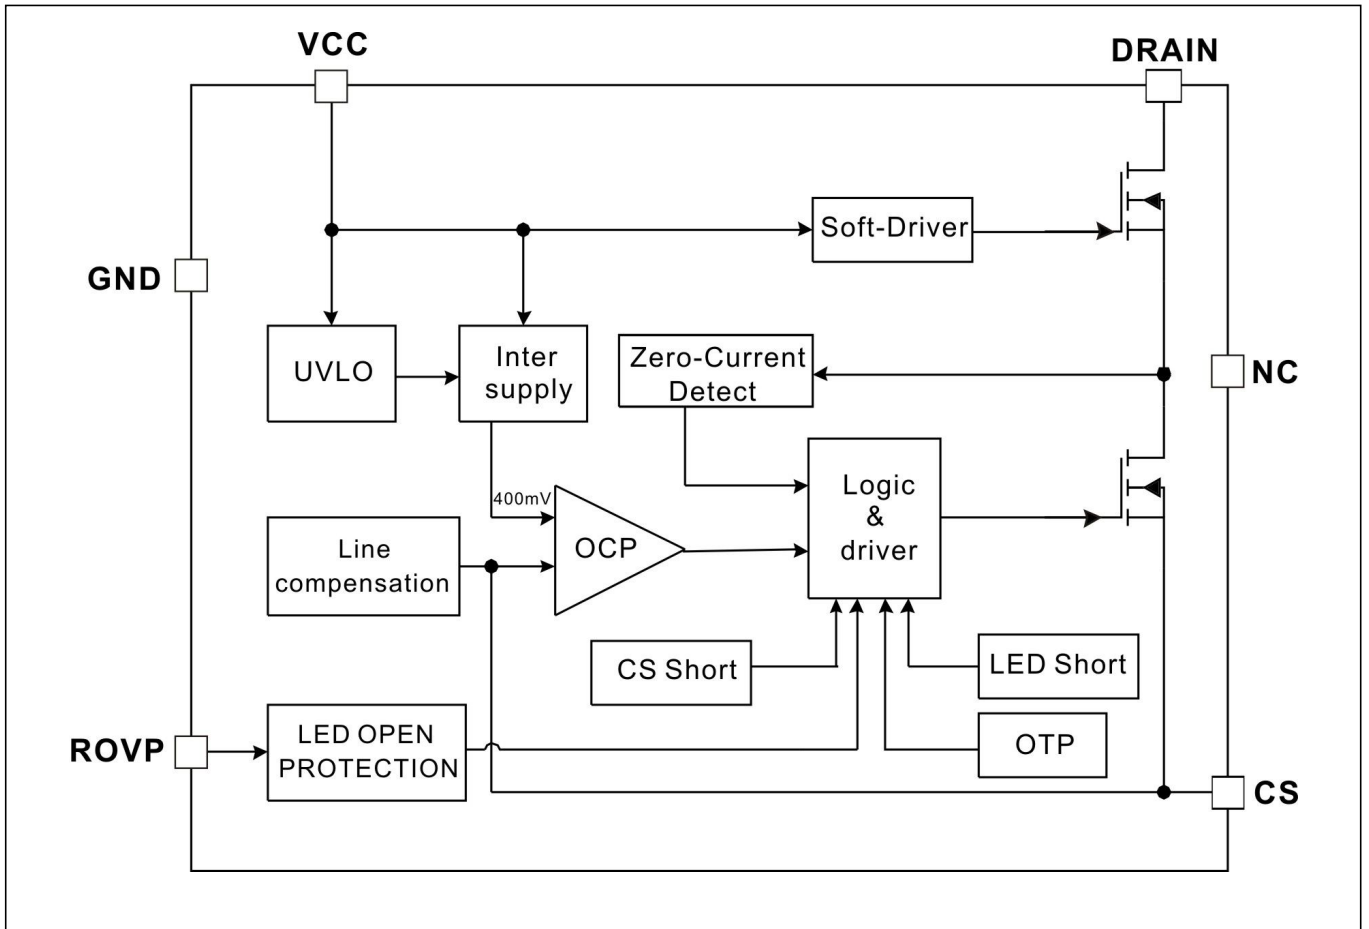 VCC
DRAIN
Soft-Driver
GND
UVLO
Inter
supply
Zero-Current
Detect
NC
400mV
Logic
&
driver
Line
compensation
OCP
CS Short
LED Short
ROVP
LED OPEN
PROTECTION
OTP
CS